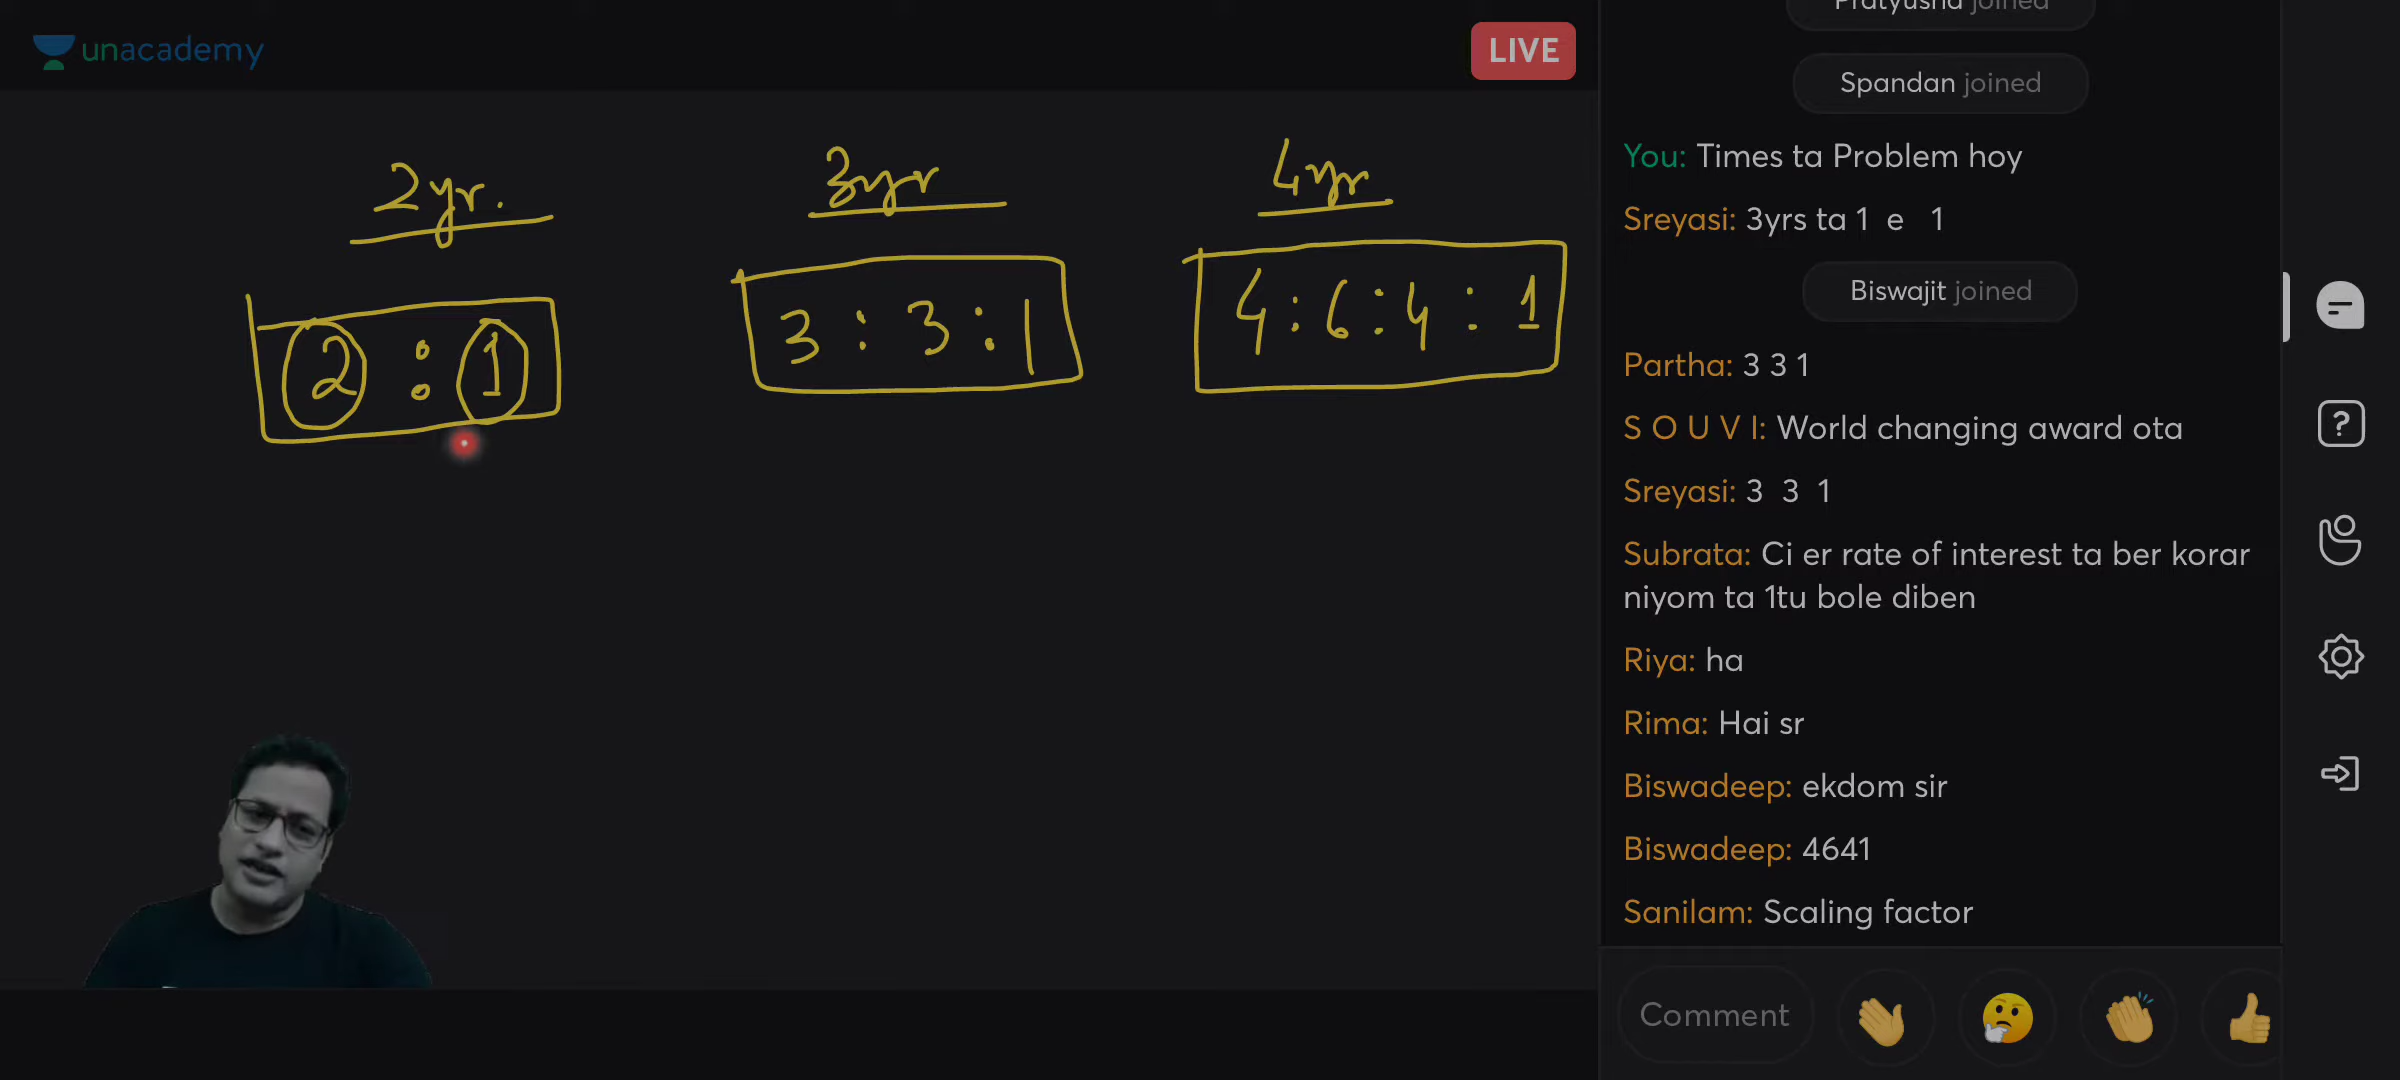 unacademy
LIVE
2yr.
3yr
4yr
2 : 1
3 : 3 : 1
4 : 6 : 4 : 1
Pratyusha joined
Spandan joined
You: Times ta Problem hoy
Sreyasi: 3yrs ta 1 e 1
Biswajit joined
Partha: 3 3 1
S O U V I: World changing award ota
Sreyasi: 3 3 1
Subrata: Ci er rate of interest ta ber korar
niyom ta 1tu bole diben
Riya: ha
Rima: Hai sr
Biswadeep: ekdom sir
Biswadeep: 4641
Sanilam: Scaling factor
Comment
?